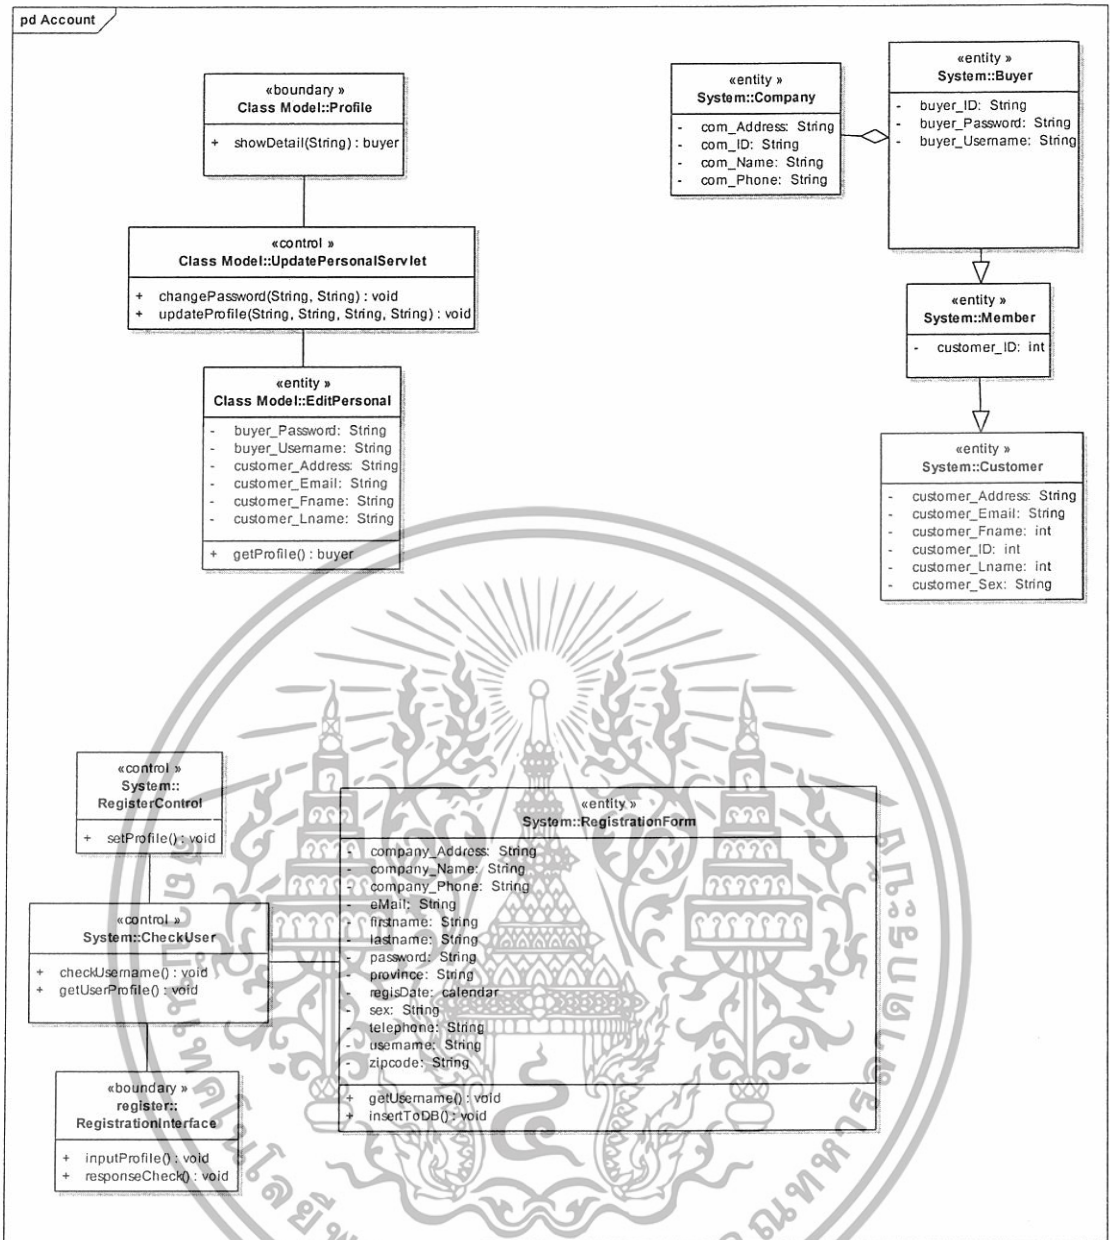 pd Account
«boundary »
Class Model::Profile
+ showDetail(String) : buyer
«control »
Class Model::UpdatePersonalServlet
+ changePassword(String, String) : void
+ updateProfile(String, String, String, String) : void
«entity »
Class Model::EditPersonal
- buyer_Password: String
- buyer_Username: String
- customer_Address: String
- customer_Email: String
- customer_Fname: String
- customer_Lname: String
+ getProfile() : buyer
«entity »
System::Company
- com_Address: String
- com_ID: String
- com_Name: String
- com_Phone: String
«entity »
System::Buyer
- buyer_ID: String
- buyer_Password: String
- buyer_Username: String
«entity »
System::Member
- customer_ID: int
«entity »
System::Customer
- customer_Address: String
- customer_Email: String
- customer_Fname: int
- customer_ID: int
- customer_Lname: int
- customer_Sex: String
«control »
System::
RegisterControl
+ setProfile() : void
«control »
System::CheckUser
+ checkUsername() : void
+ getUserProfile() : void
«boundary »
register::
RegistrationInterface
+ inputProfile() : void
+ responseCheck() : void
«entity »
System::RegistrationForm
- company_Address: String
- company_Name: String
- company_Phone: String
- eMail: String
- firstname: String
- lastname: String
- password: String
- province: String
- regisDate: calendar
- sex: String
- telephone: String
- username: String
- zipcode: String
+ getUsername() : void
+ insertToDB() : void